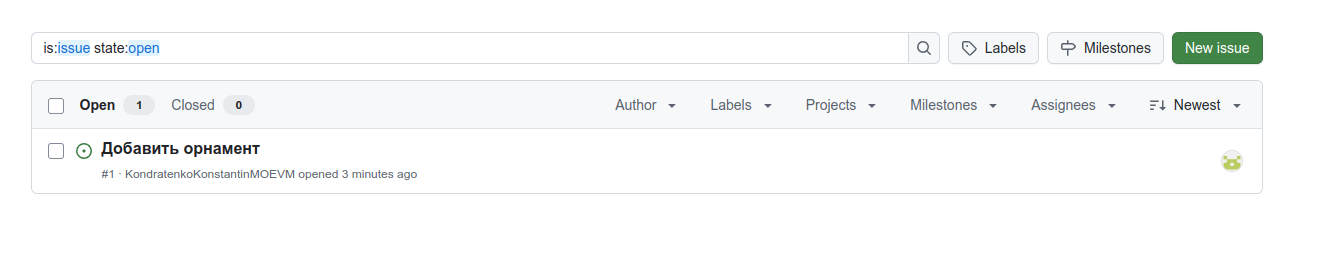 is:issue state:open Labels Milestones New issue
Open 1 Closed 0 Author Labels Projects Milestones Assignees Newest
Добавить орнамент
#1 · KondratenkoKonstantinMOEVM opened 3 minutes ago